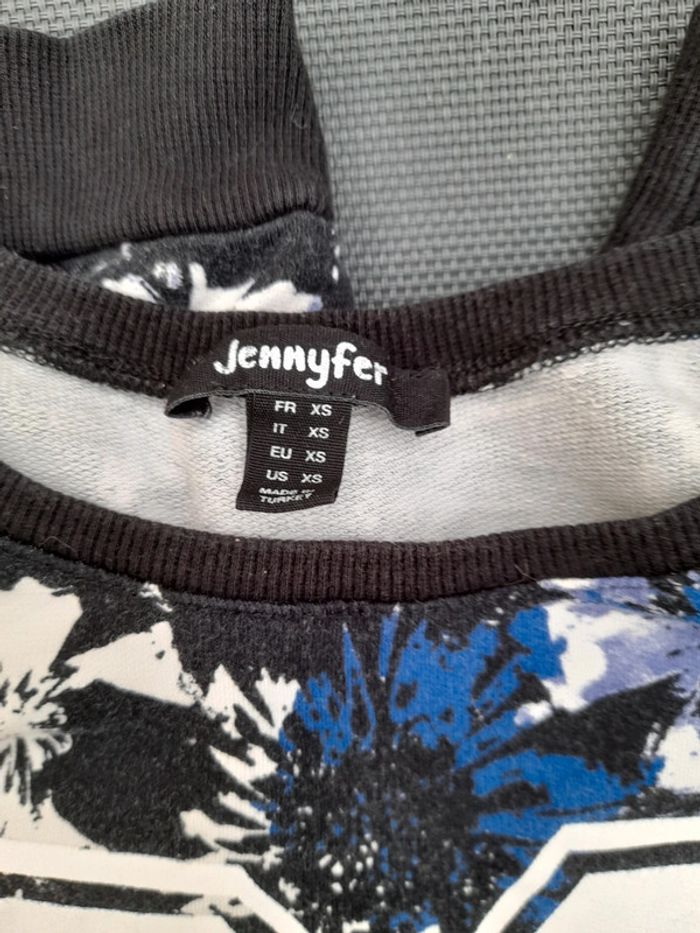 Jennyfer
FR XS
IT XS
EU XS
US XS
MADE IN
TURKEY